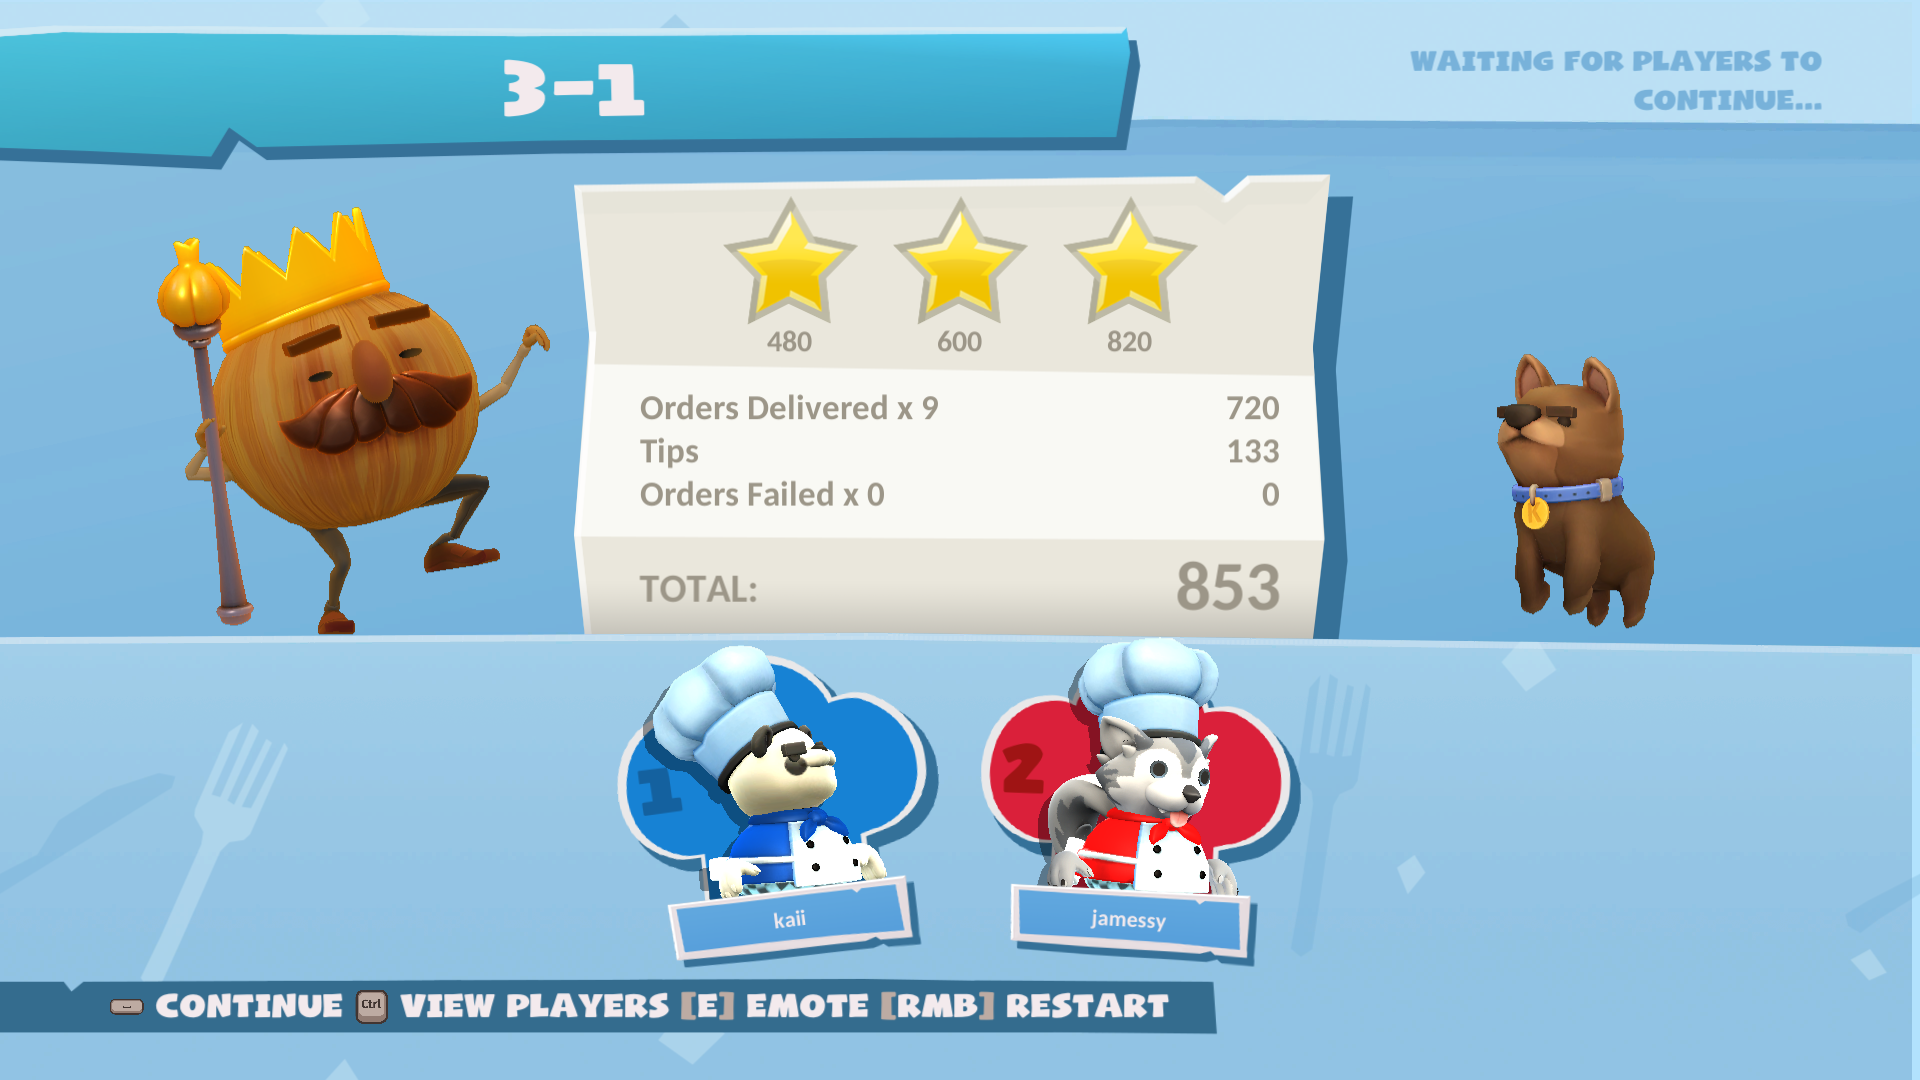 3-1
WAITING FOR PLAYERS TO
CONTINUE...
480 600 820
Orders Delivered x 9 720
Tips 133
Orders Failed x 0 0
TOTAL: 853
K
1
2
kaii
jamessy
CONTINUE Ctrl VIEW PLAYERS [E] EMOTE [RMB] RESTART